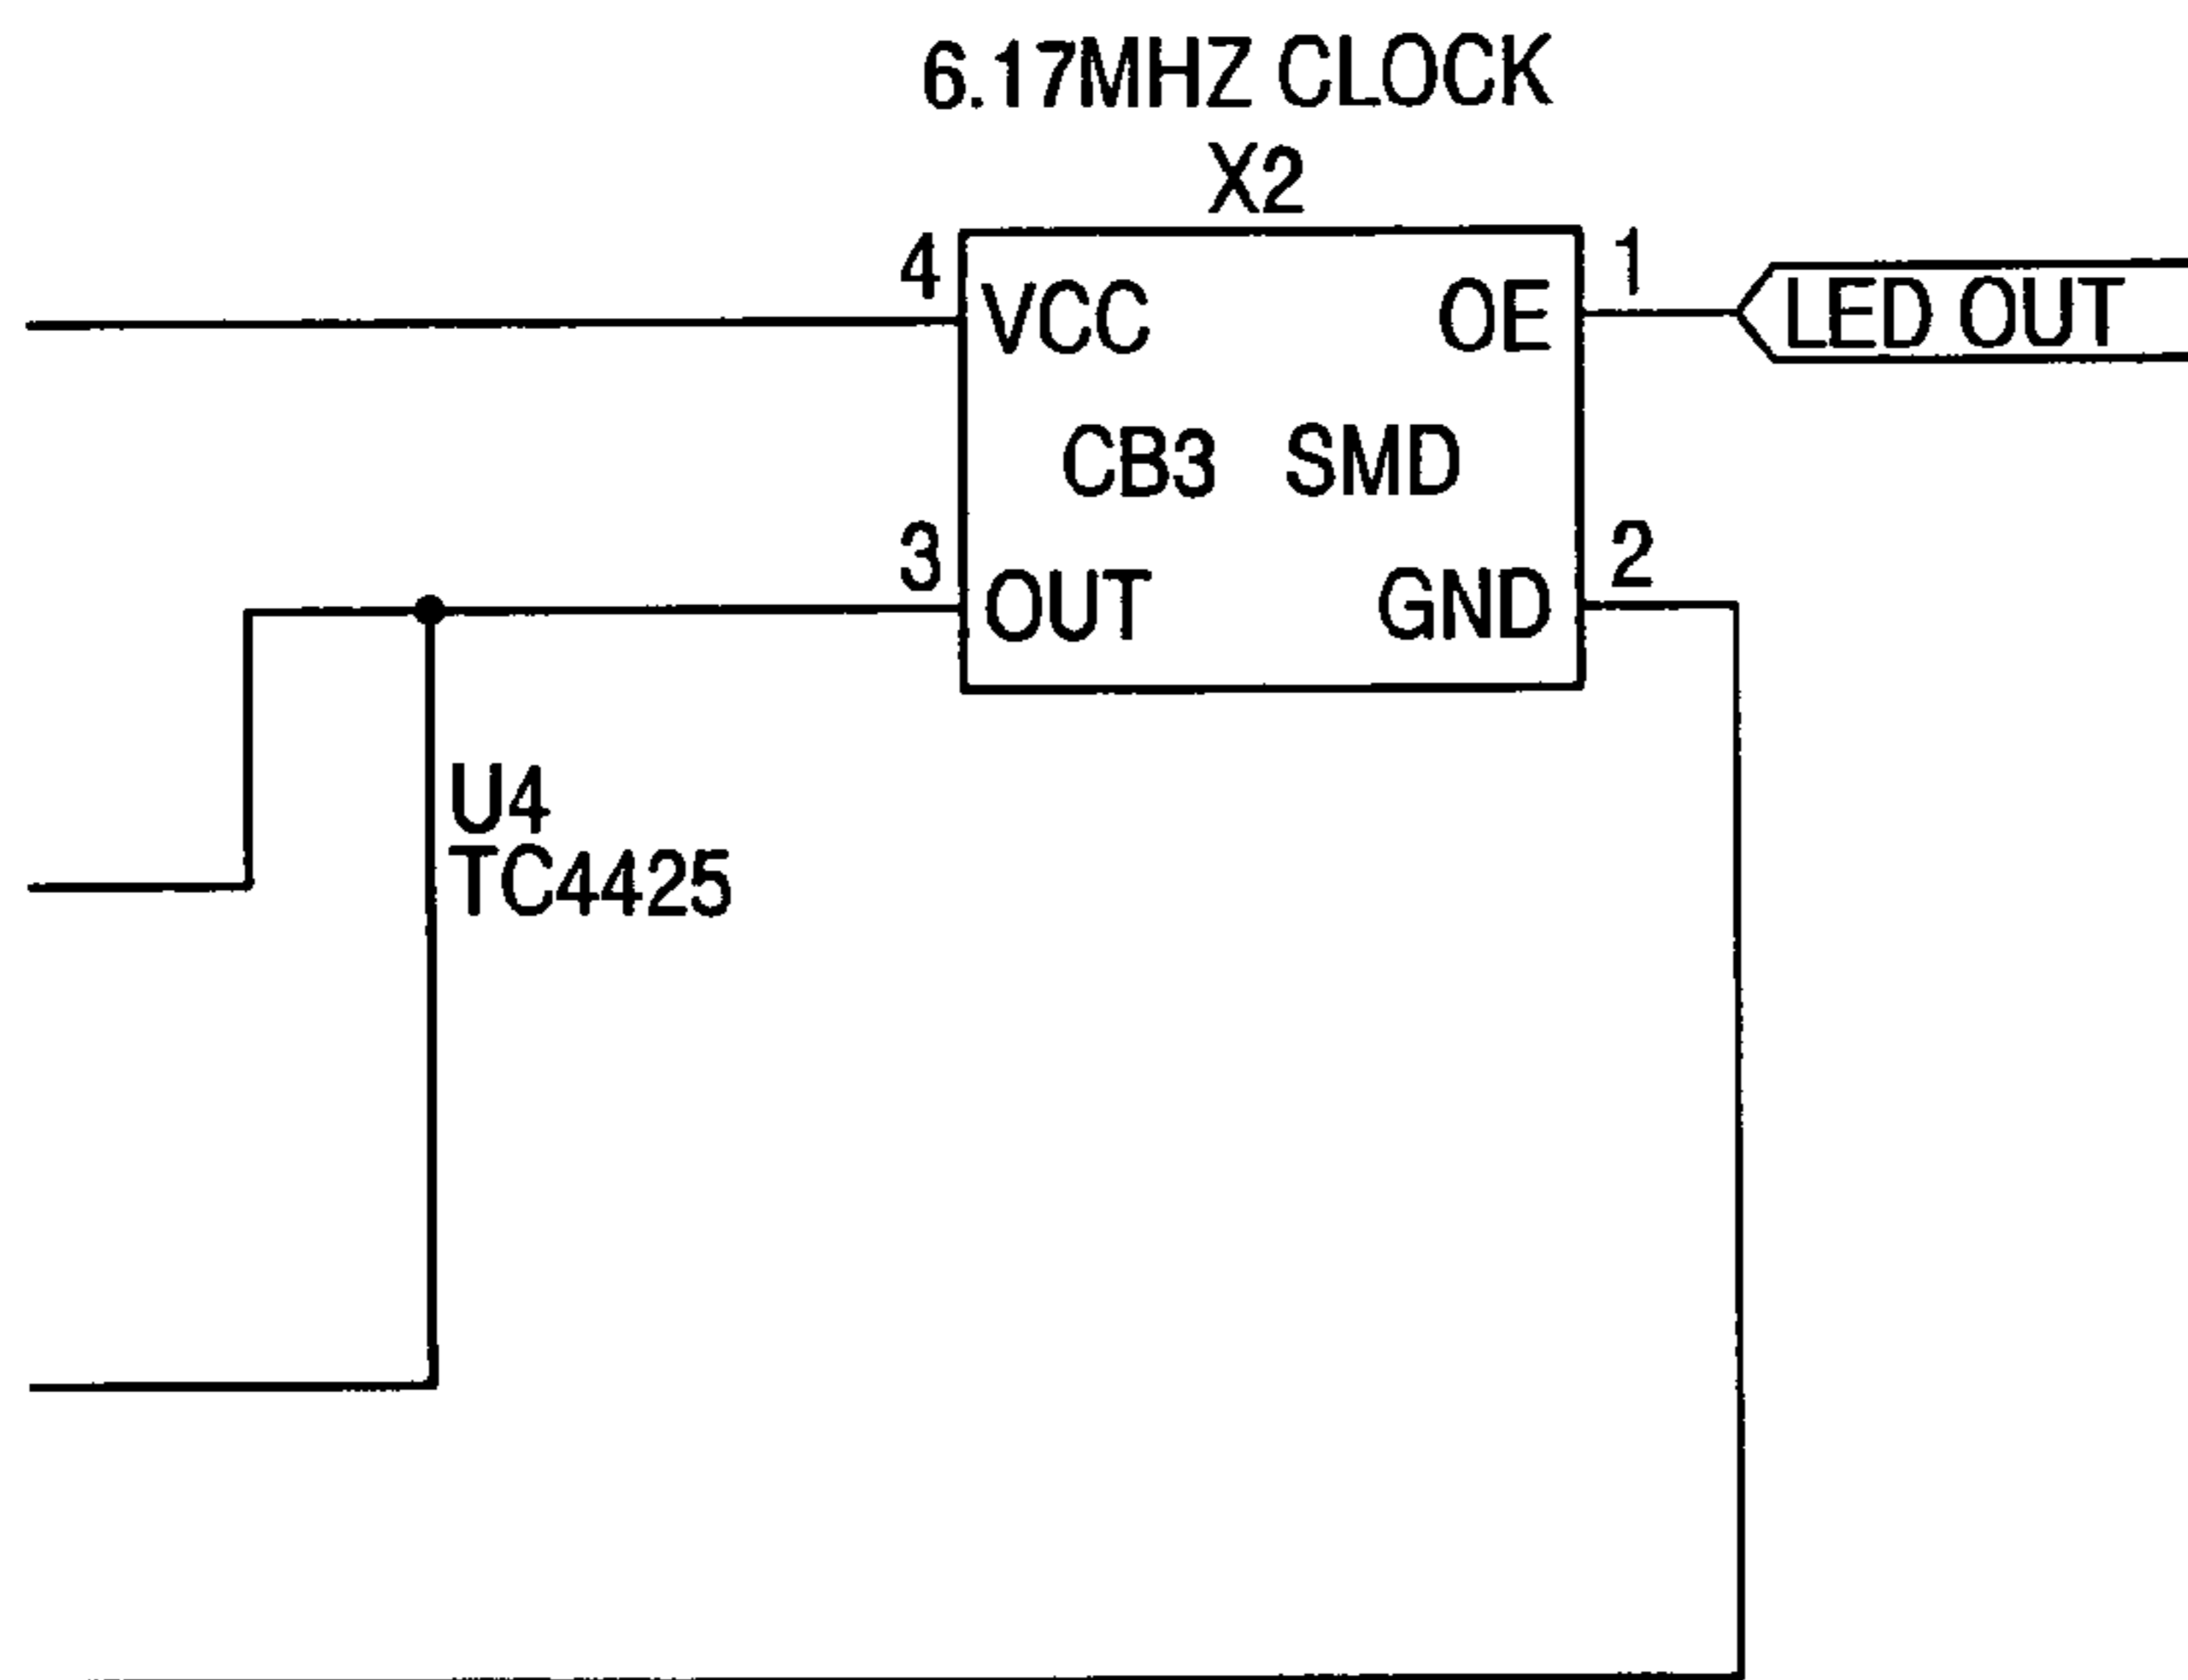 6.17MHZ CLOCK
X2
4
1
VCC
OE
LED OUT
CB3 SMD
3
2
OUT
GND
U4
TC4425